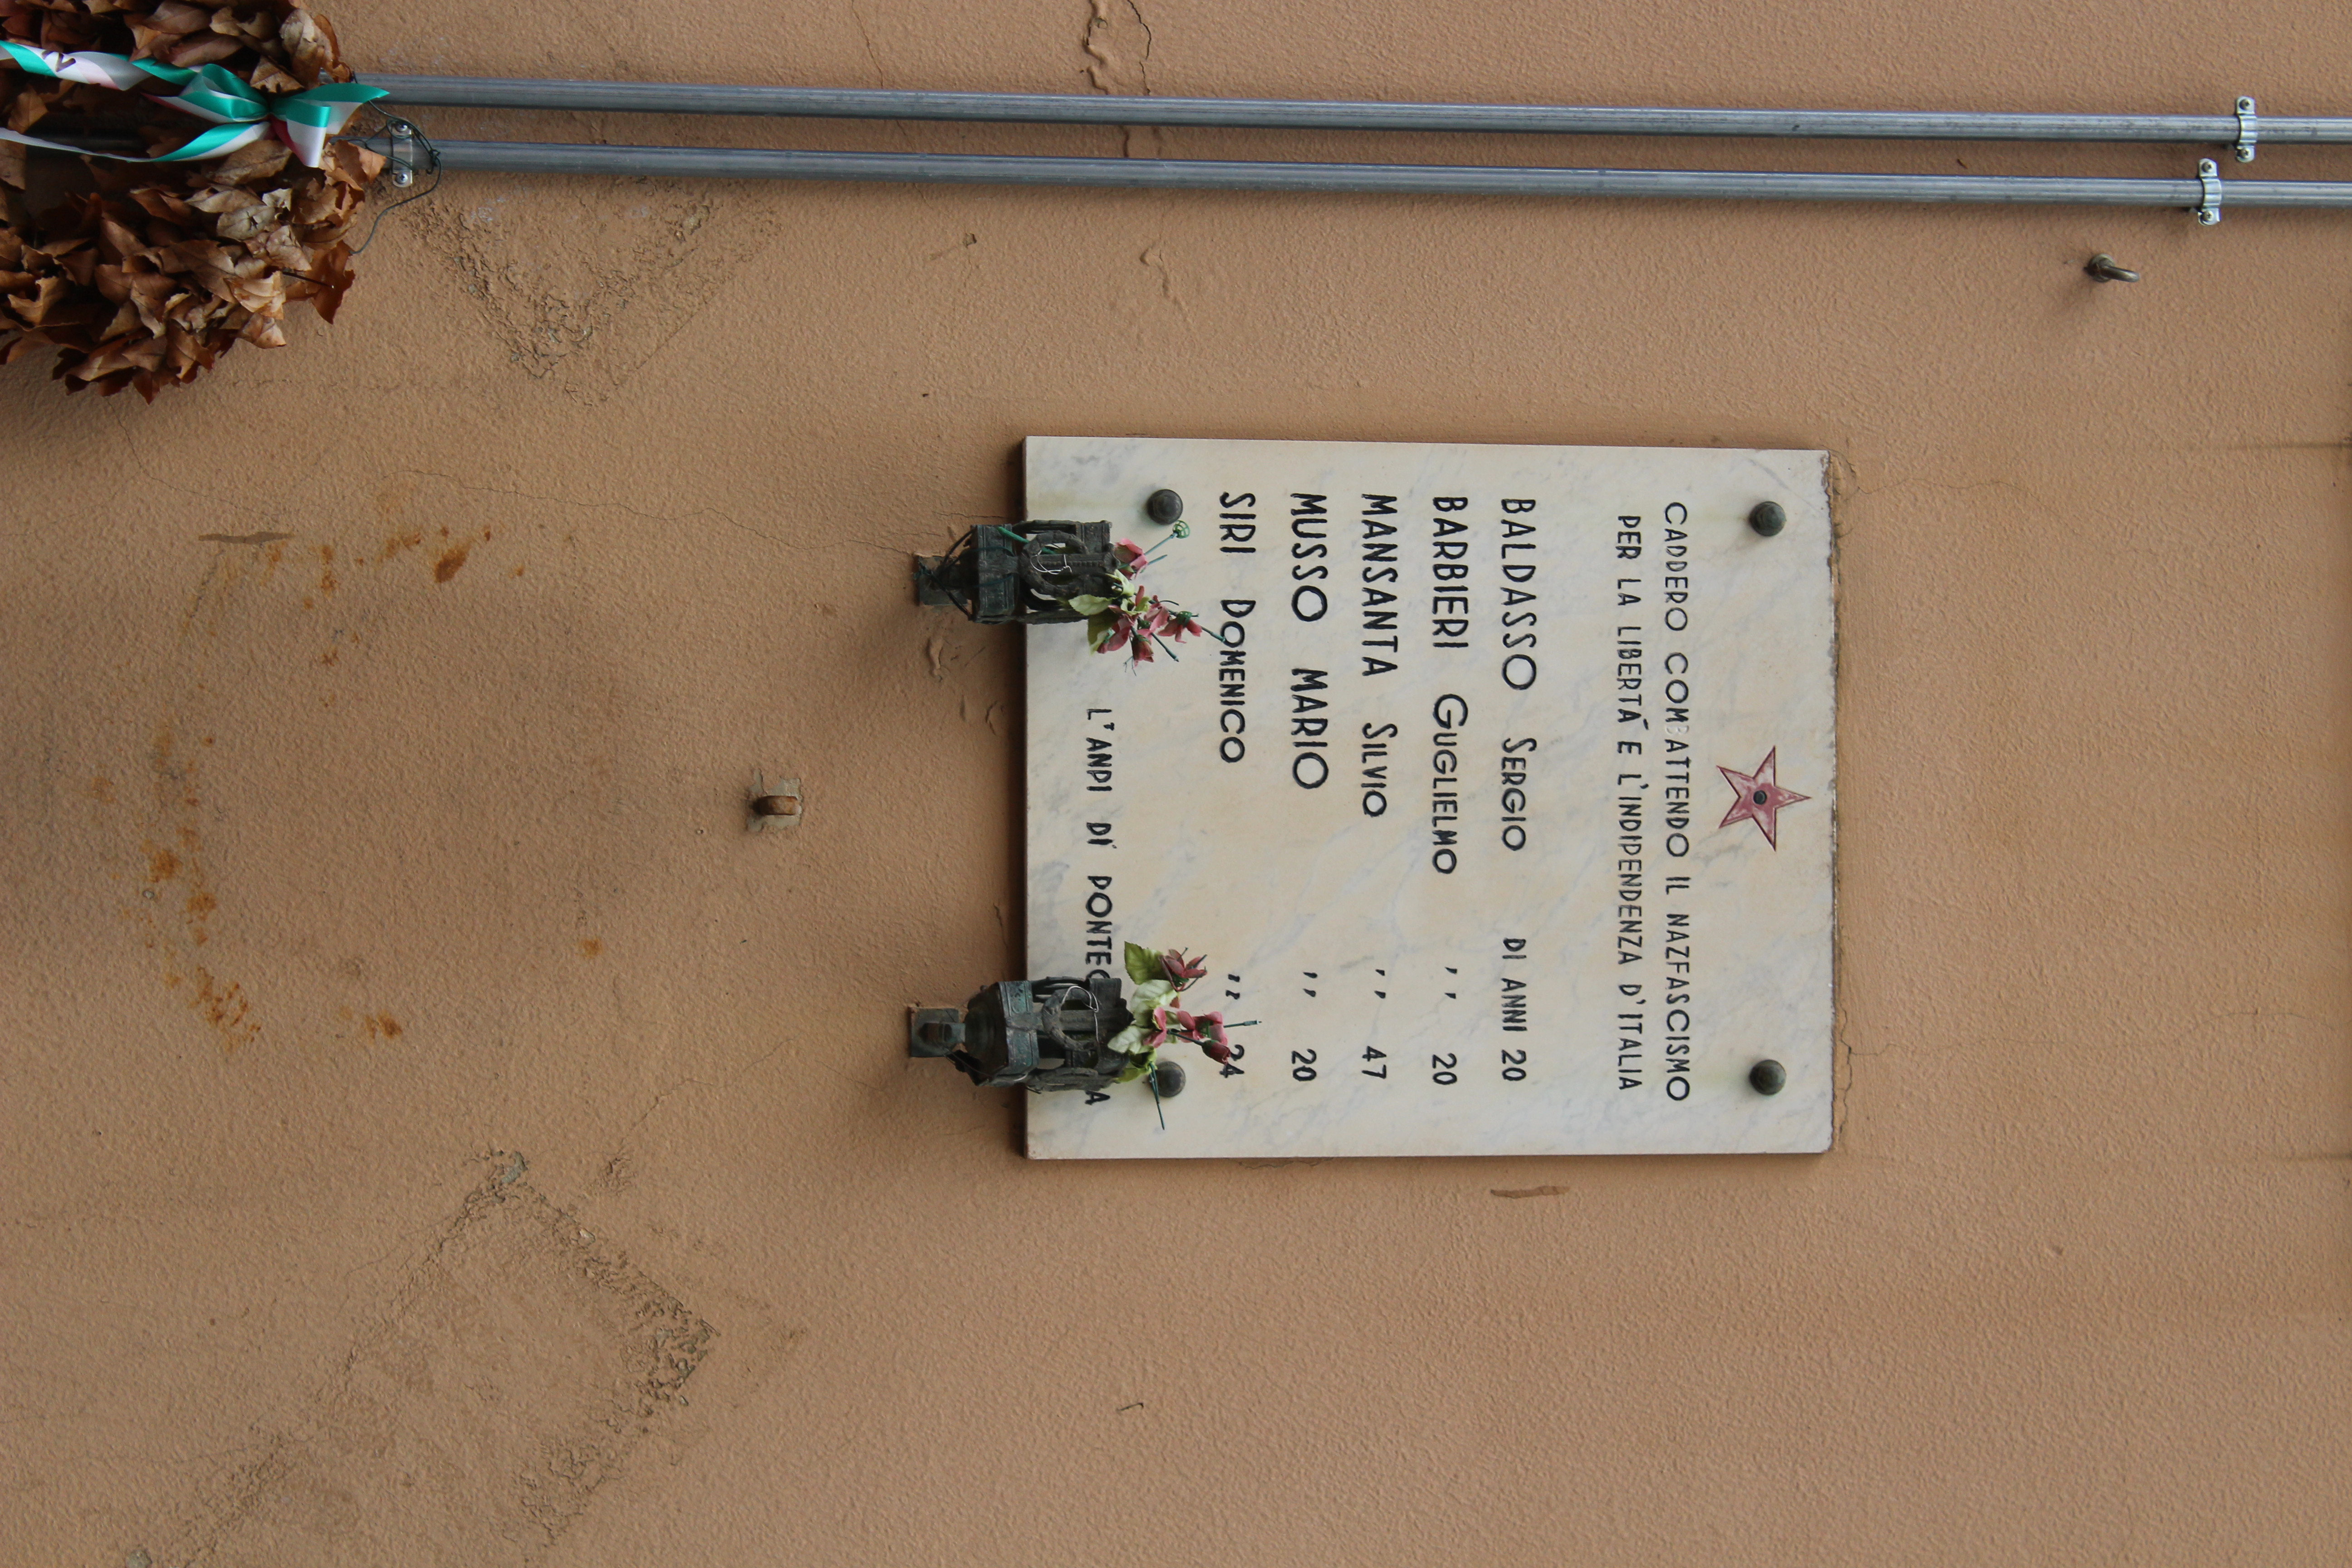 CADDERO COMBATTENDO IL NAZFASCISMO
PER LA LIBERTÀ E L'INDIPENDENZA D'ITALIA
BALDASSO SERGIO DI ANNI 20
BARBIERI GUGLIELMO ,, 20
MANSANTA SILVIO ,, 47
MUSSO MARIO ,, 20
SIRI DOMENICO ,, 24
L'ANPI DI